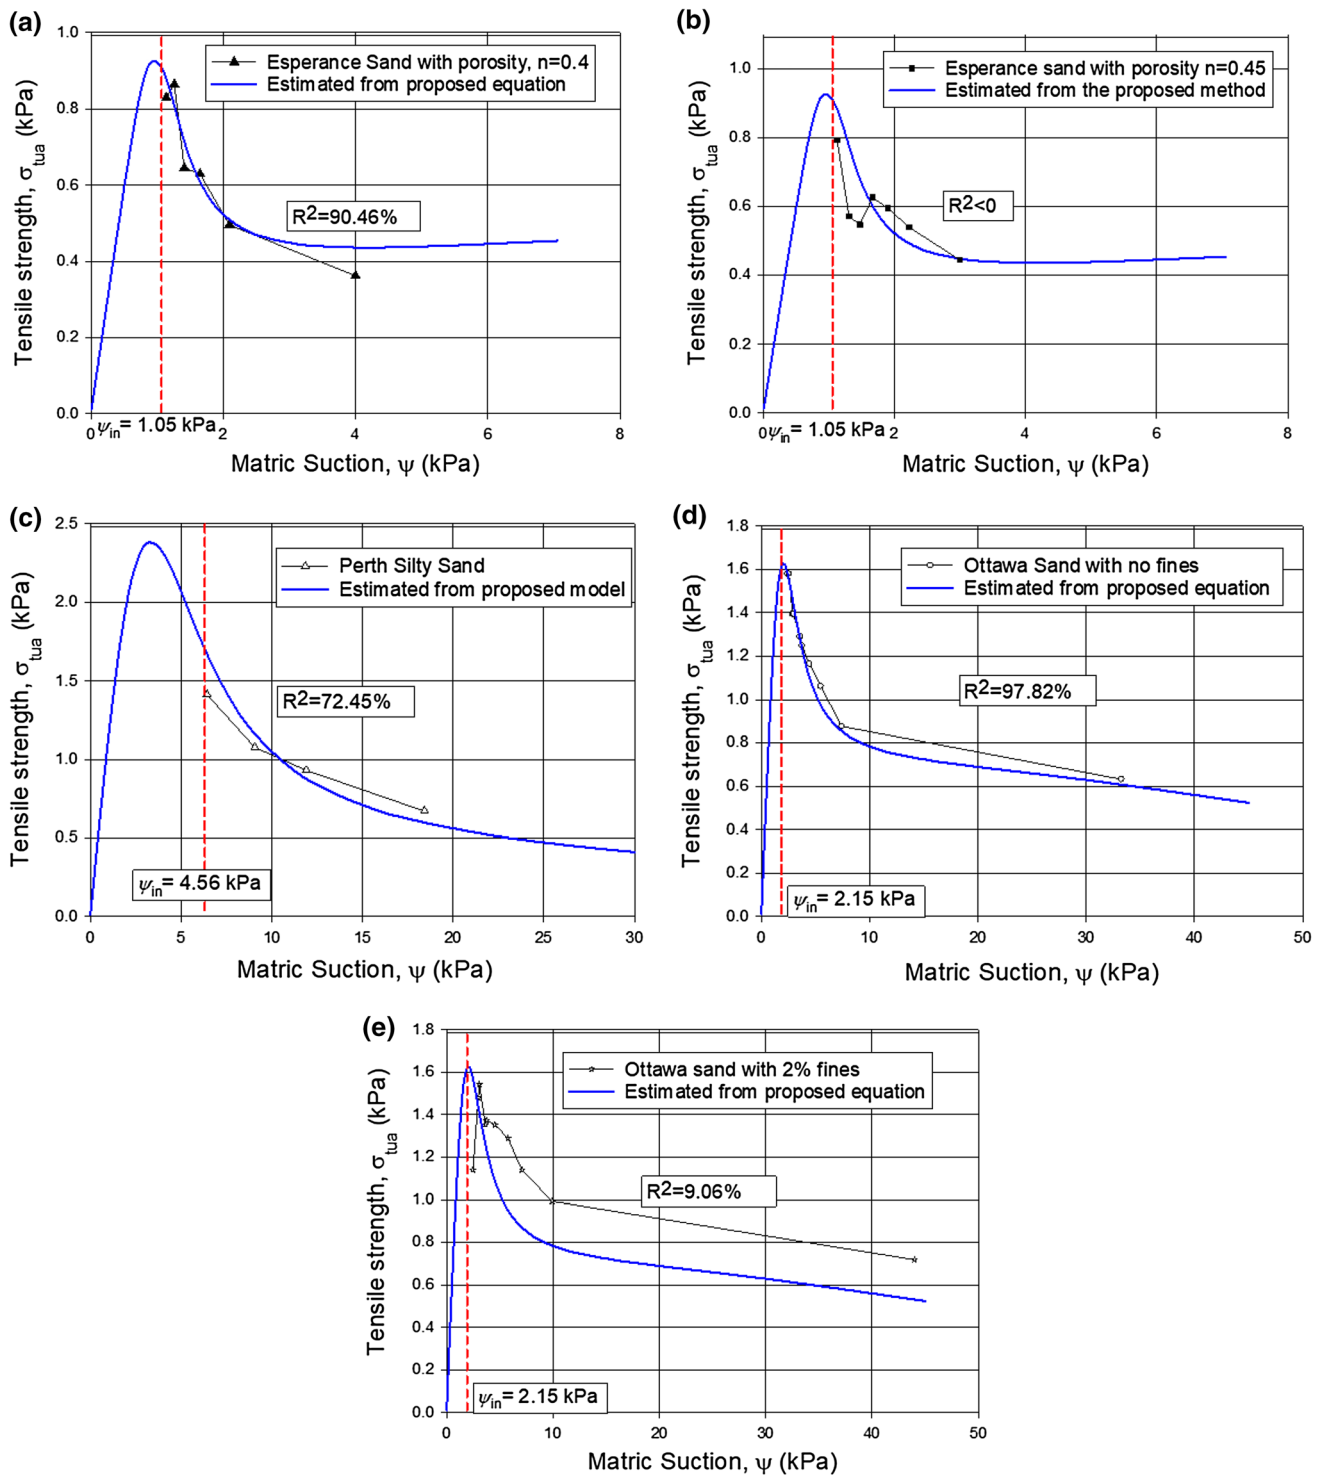 (a)
1.0
0.8
0.6
0.4
0.2
0.0
Tensile strength, σtua (kPa)
Esperance Sand with porosity, n=0.4
Estimated from proposed equation
R2=90.46%
ψin= 1.05 kPa
0 2 4 6 8
Matric Suction, ψ (kPa)
(b)
1.0
0.8
0.6
0.4
0.2
0.0
Tensile strength, σtua (kPa)
Esperance sand with porosity n=0.45
Estimated from the proposed method
R2<0
ψin= 1.05 kPa
0 2 4 6 8
Matric Suction, ψ (kPa)
(c)
2.5
2.0
1.5
1.0
0.5
0.0
Tensile strength, σtua (kPa)
Perth Silty Sand
Estimated from proposed model
R2=72.45%
ψin= 4.56 kPa
0 5 10 15 20 25 30
Matric Suction, ψ (kPa)
(d)
1.8
1.6
1.4
1.2
1.0
0.8
0.6
0.4
0.2
0.0
Tensile strength, σtua (kPa)
Ottawa Sand with no fines
Estimated from proposed equation
R2=97.82%
ψin= 2.15 kPa
0 10 20 30 40 50
Matric Suction, ψ (kPa)
(e)
1.8
1.6
1.4
1.2
1.0
0.8
0.6
0.4
0.2
0.0
Tensile strength, σtua (kPa)
Ottawa sand with 2% fines
Estimated from proposed equation
R2=9.06%
ψin= 2.15 kPa
0 10 20 30 40 50
Matric Suction, ψ (kPa)